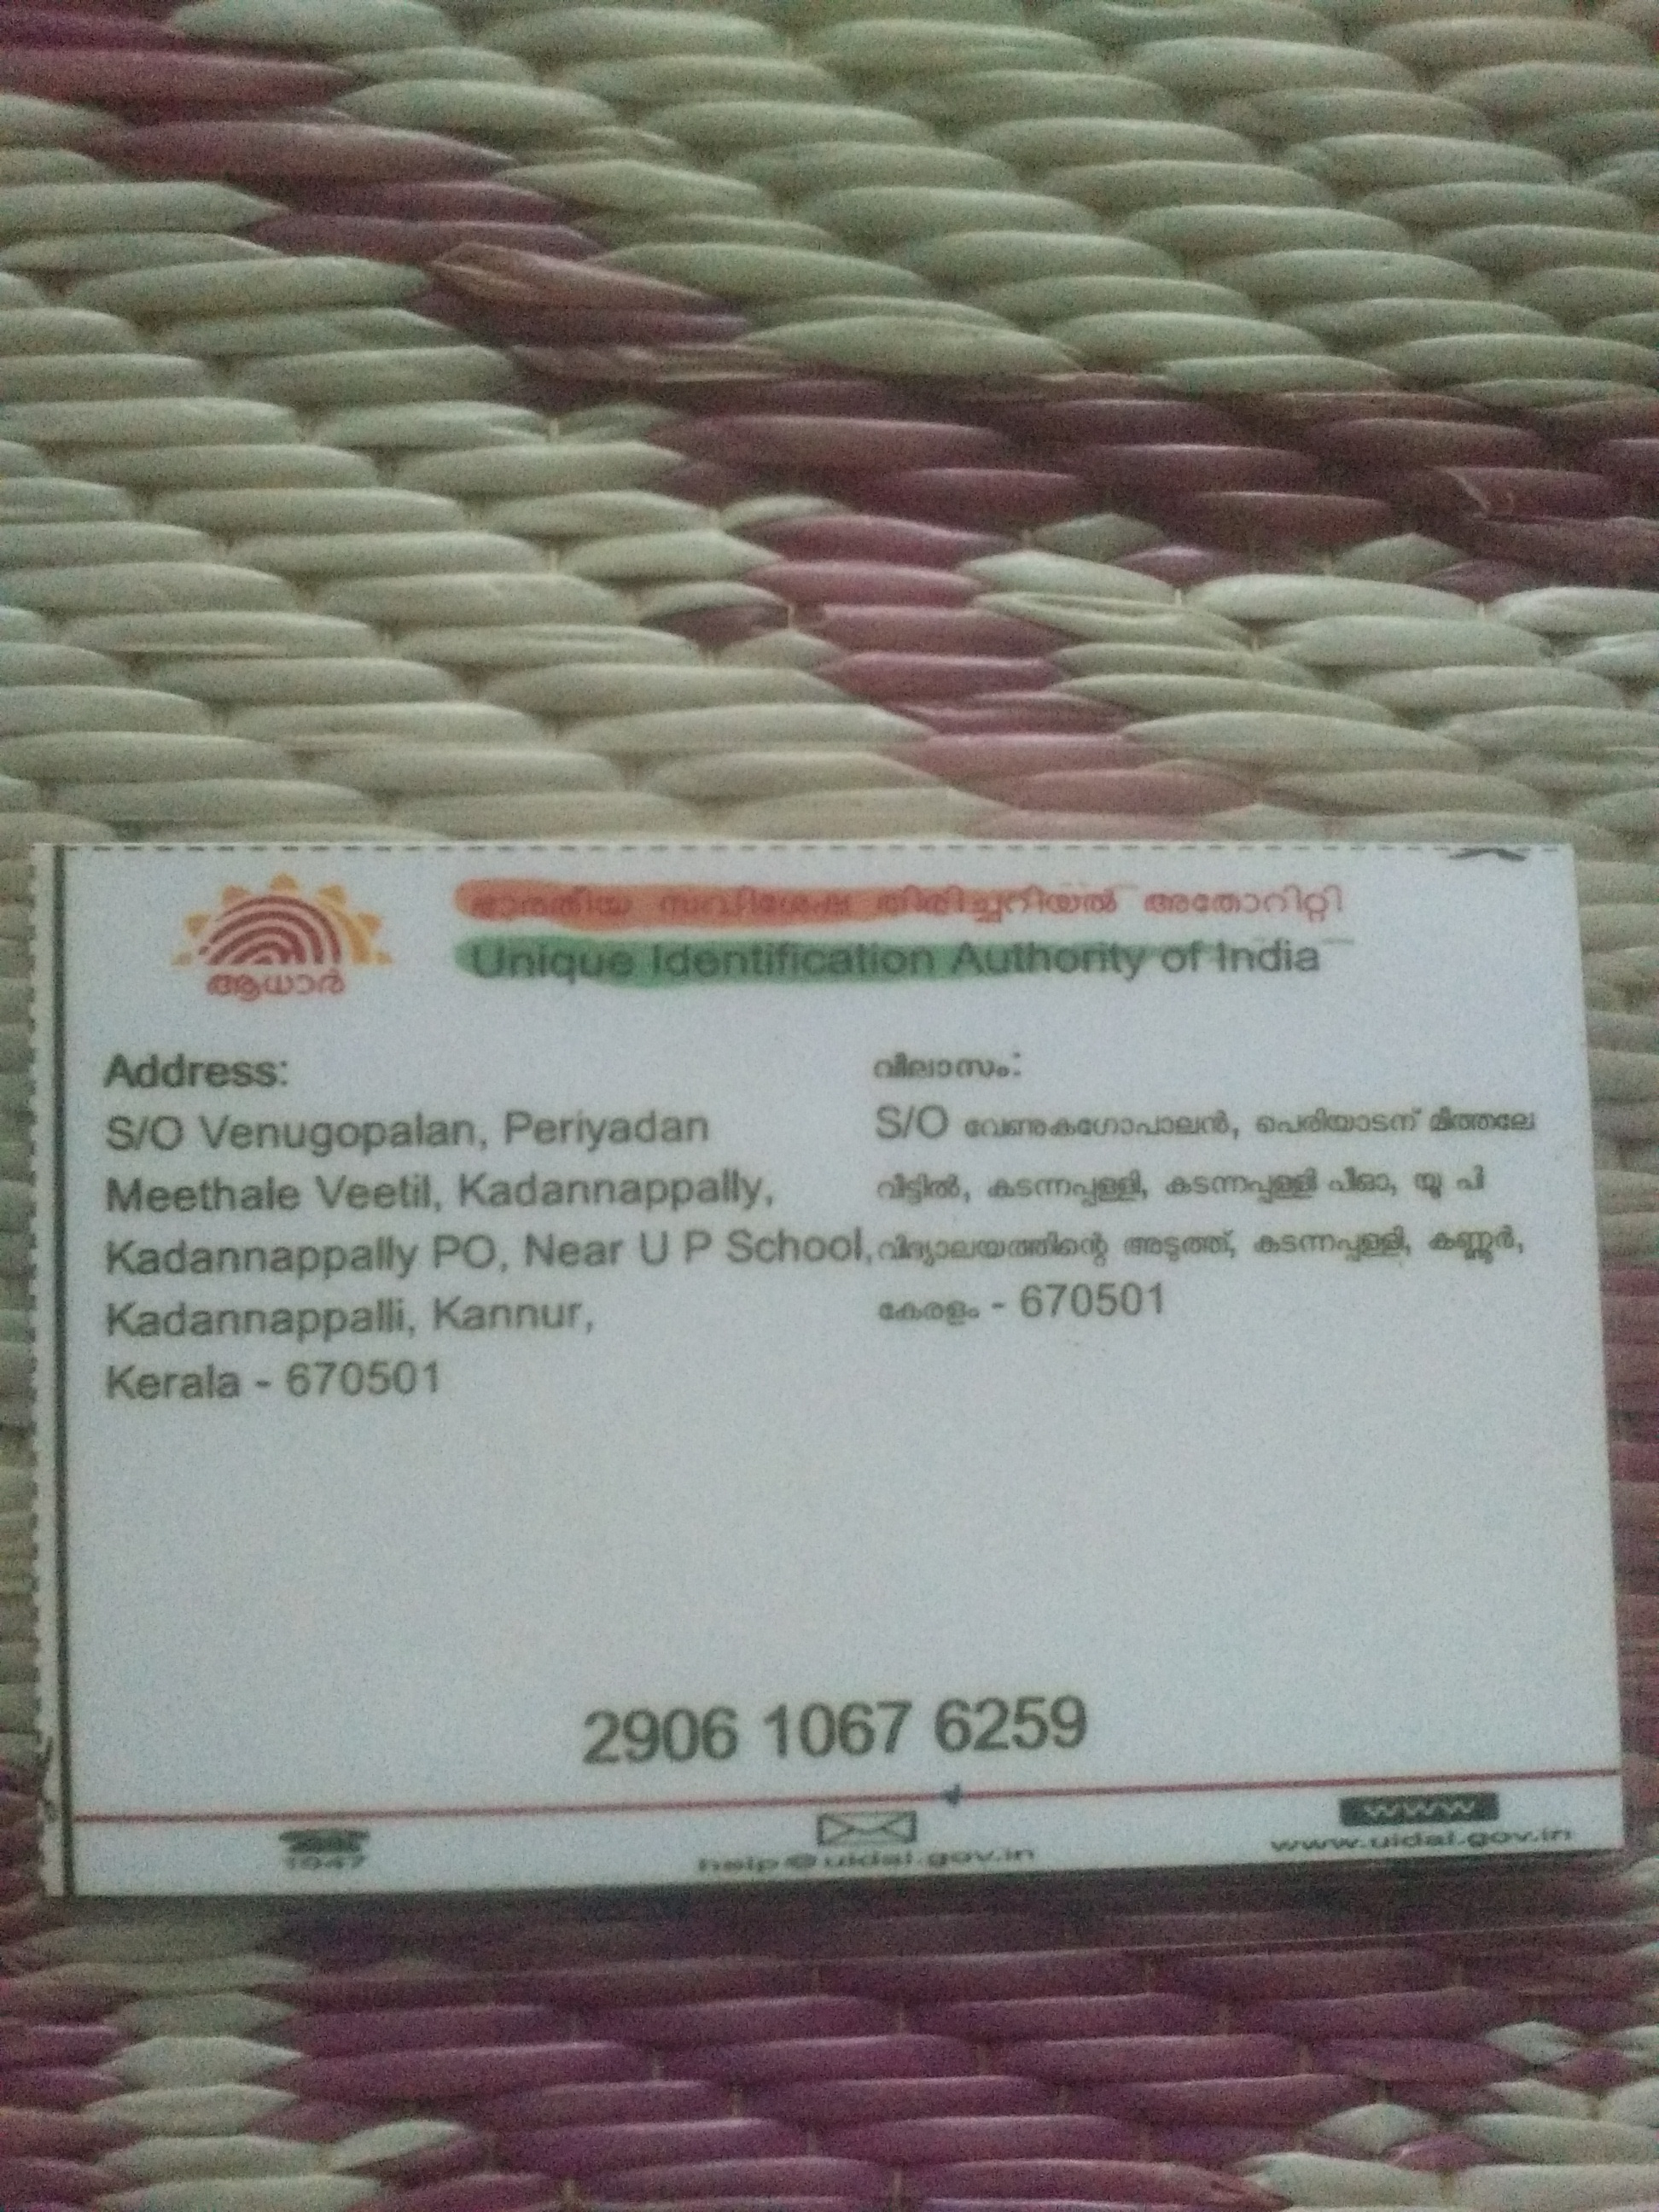 ഭാരതീയ സവിശേഷ തിരിച്ചറിയൽ അതോറിറ്റി
Unique Identification Authority of India
ആധാർ
Address:
S/O Venugopalan, Periyadan
Meethale Veetil, Kadannappally,
Kadannappally PO, Near U P School,
Kadannappalli, Kannur,
Kerala - 670501
വിലാസം:
S/O വേണുകഗോപാലൻ, പെരിയാടന് മീത്തലേ
വീട്ടിൽ, കടന്നപ്പള്ളി, കടന്നപ്പള്ളി പീഓ, യൂ പി
വിദ്യാലയത്തിന്റെ അടുത്ത്, കടന്നപ്പള്ളി, കണ്ണൂർ,
കേരളം - 670501
2906 1067 6259
1947
help@uidai.gov.in
www
www.uidai.gov.in